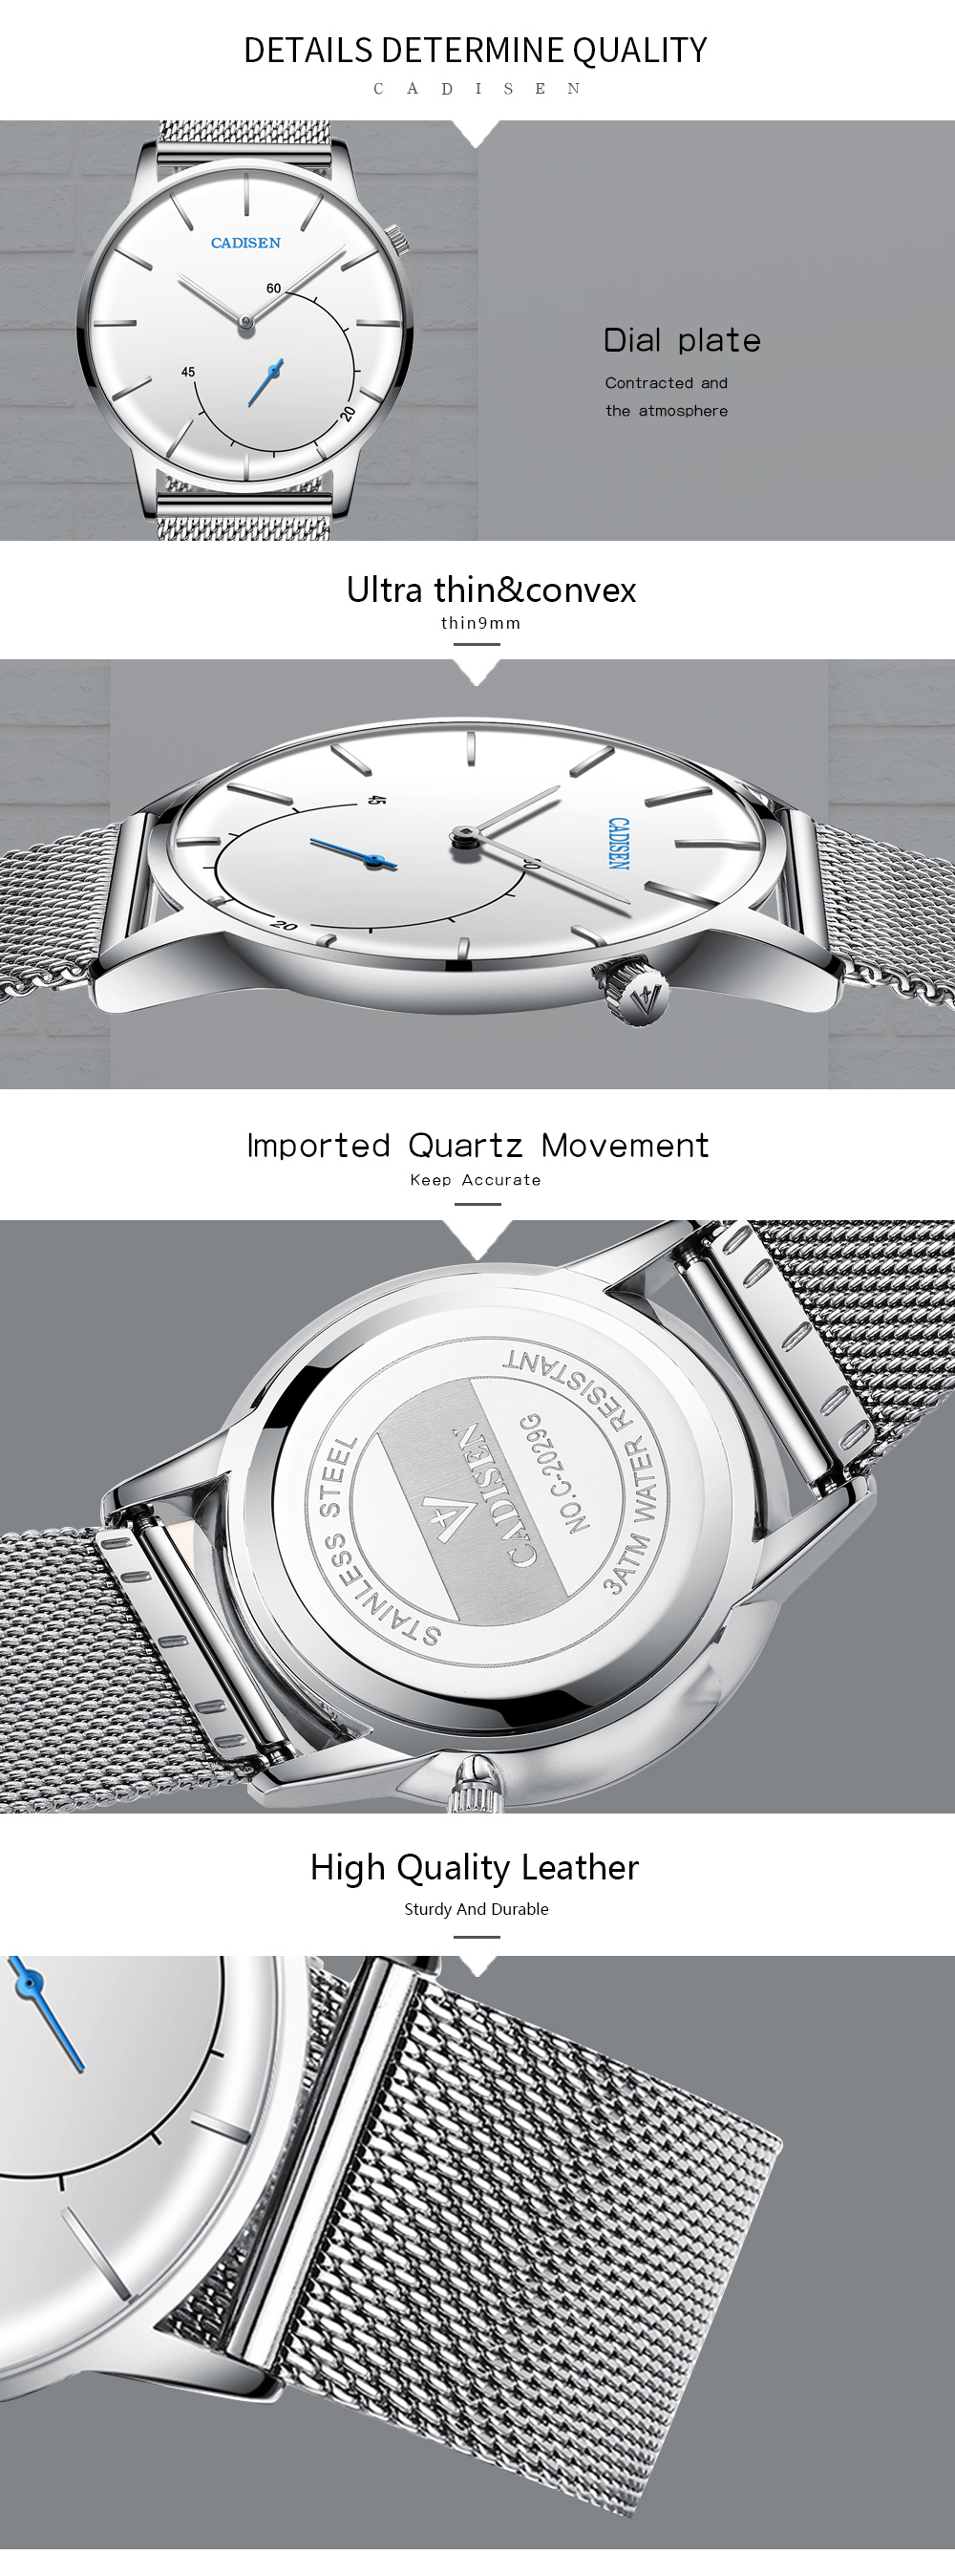 DETAILS DETERMINE QUALITY
CADISEN
CADISEN
60
45
20
Dial plate
Contracted and
the atmosphere
Ultra thin&convex
thin9mm
45
CADISEN
60
20
Imported Quartz Movement
Keep Accurate
STAINLESS STEEL
3ATM WATER RESISTANT
CADISEN
NO.C-2029G
High Quality Leather
Sturdy And Durable